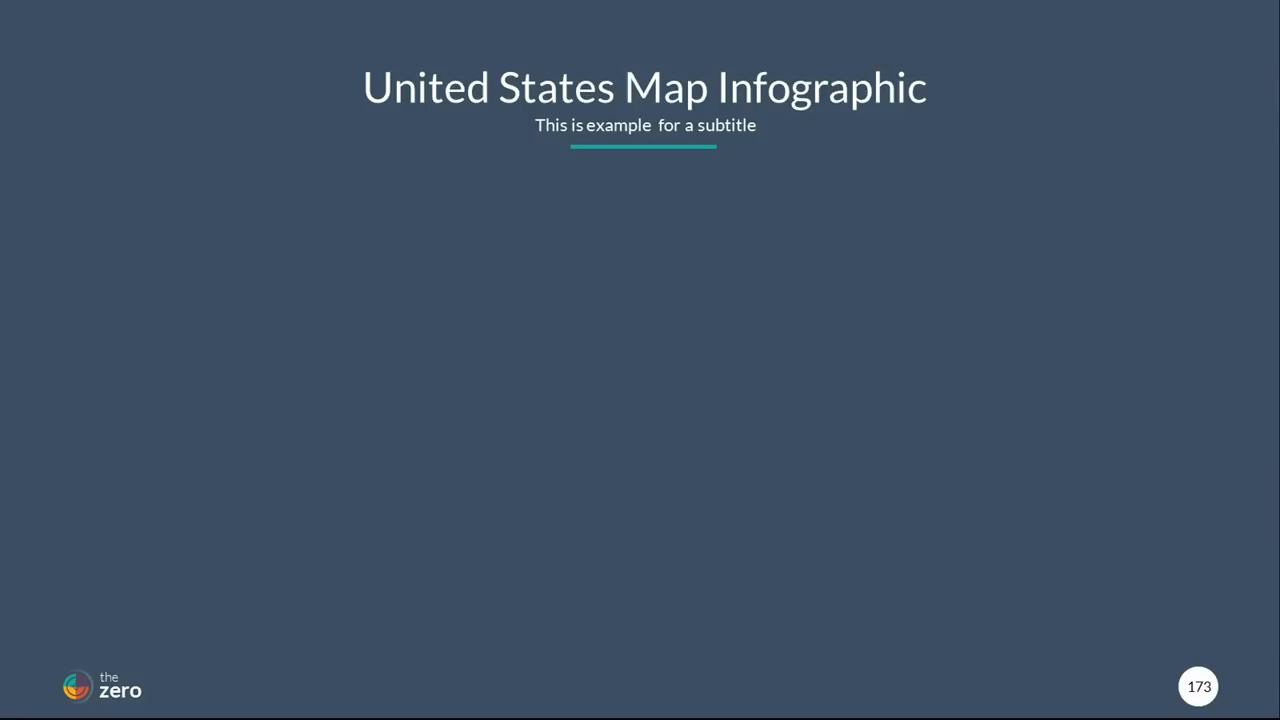 United States Map Infographic
This is example for a subtitle
the
zero
173